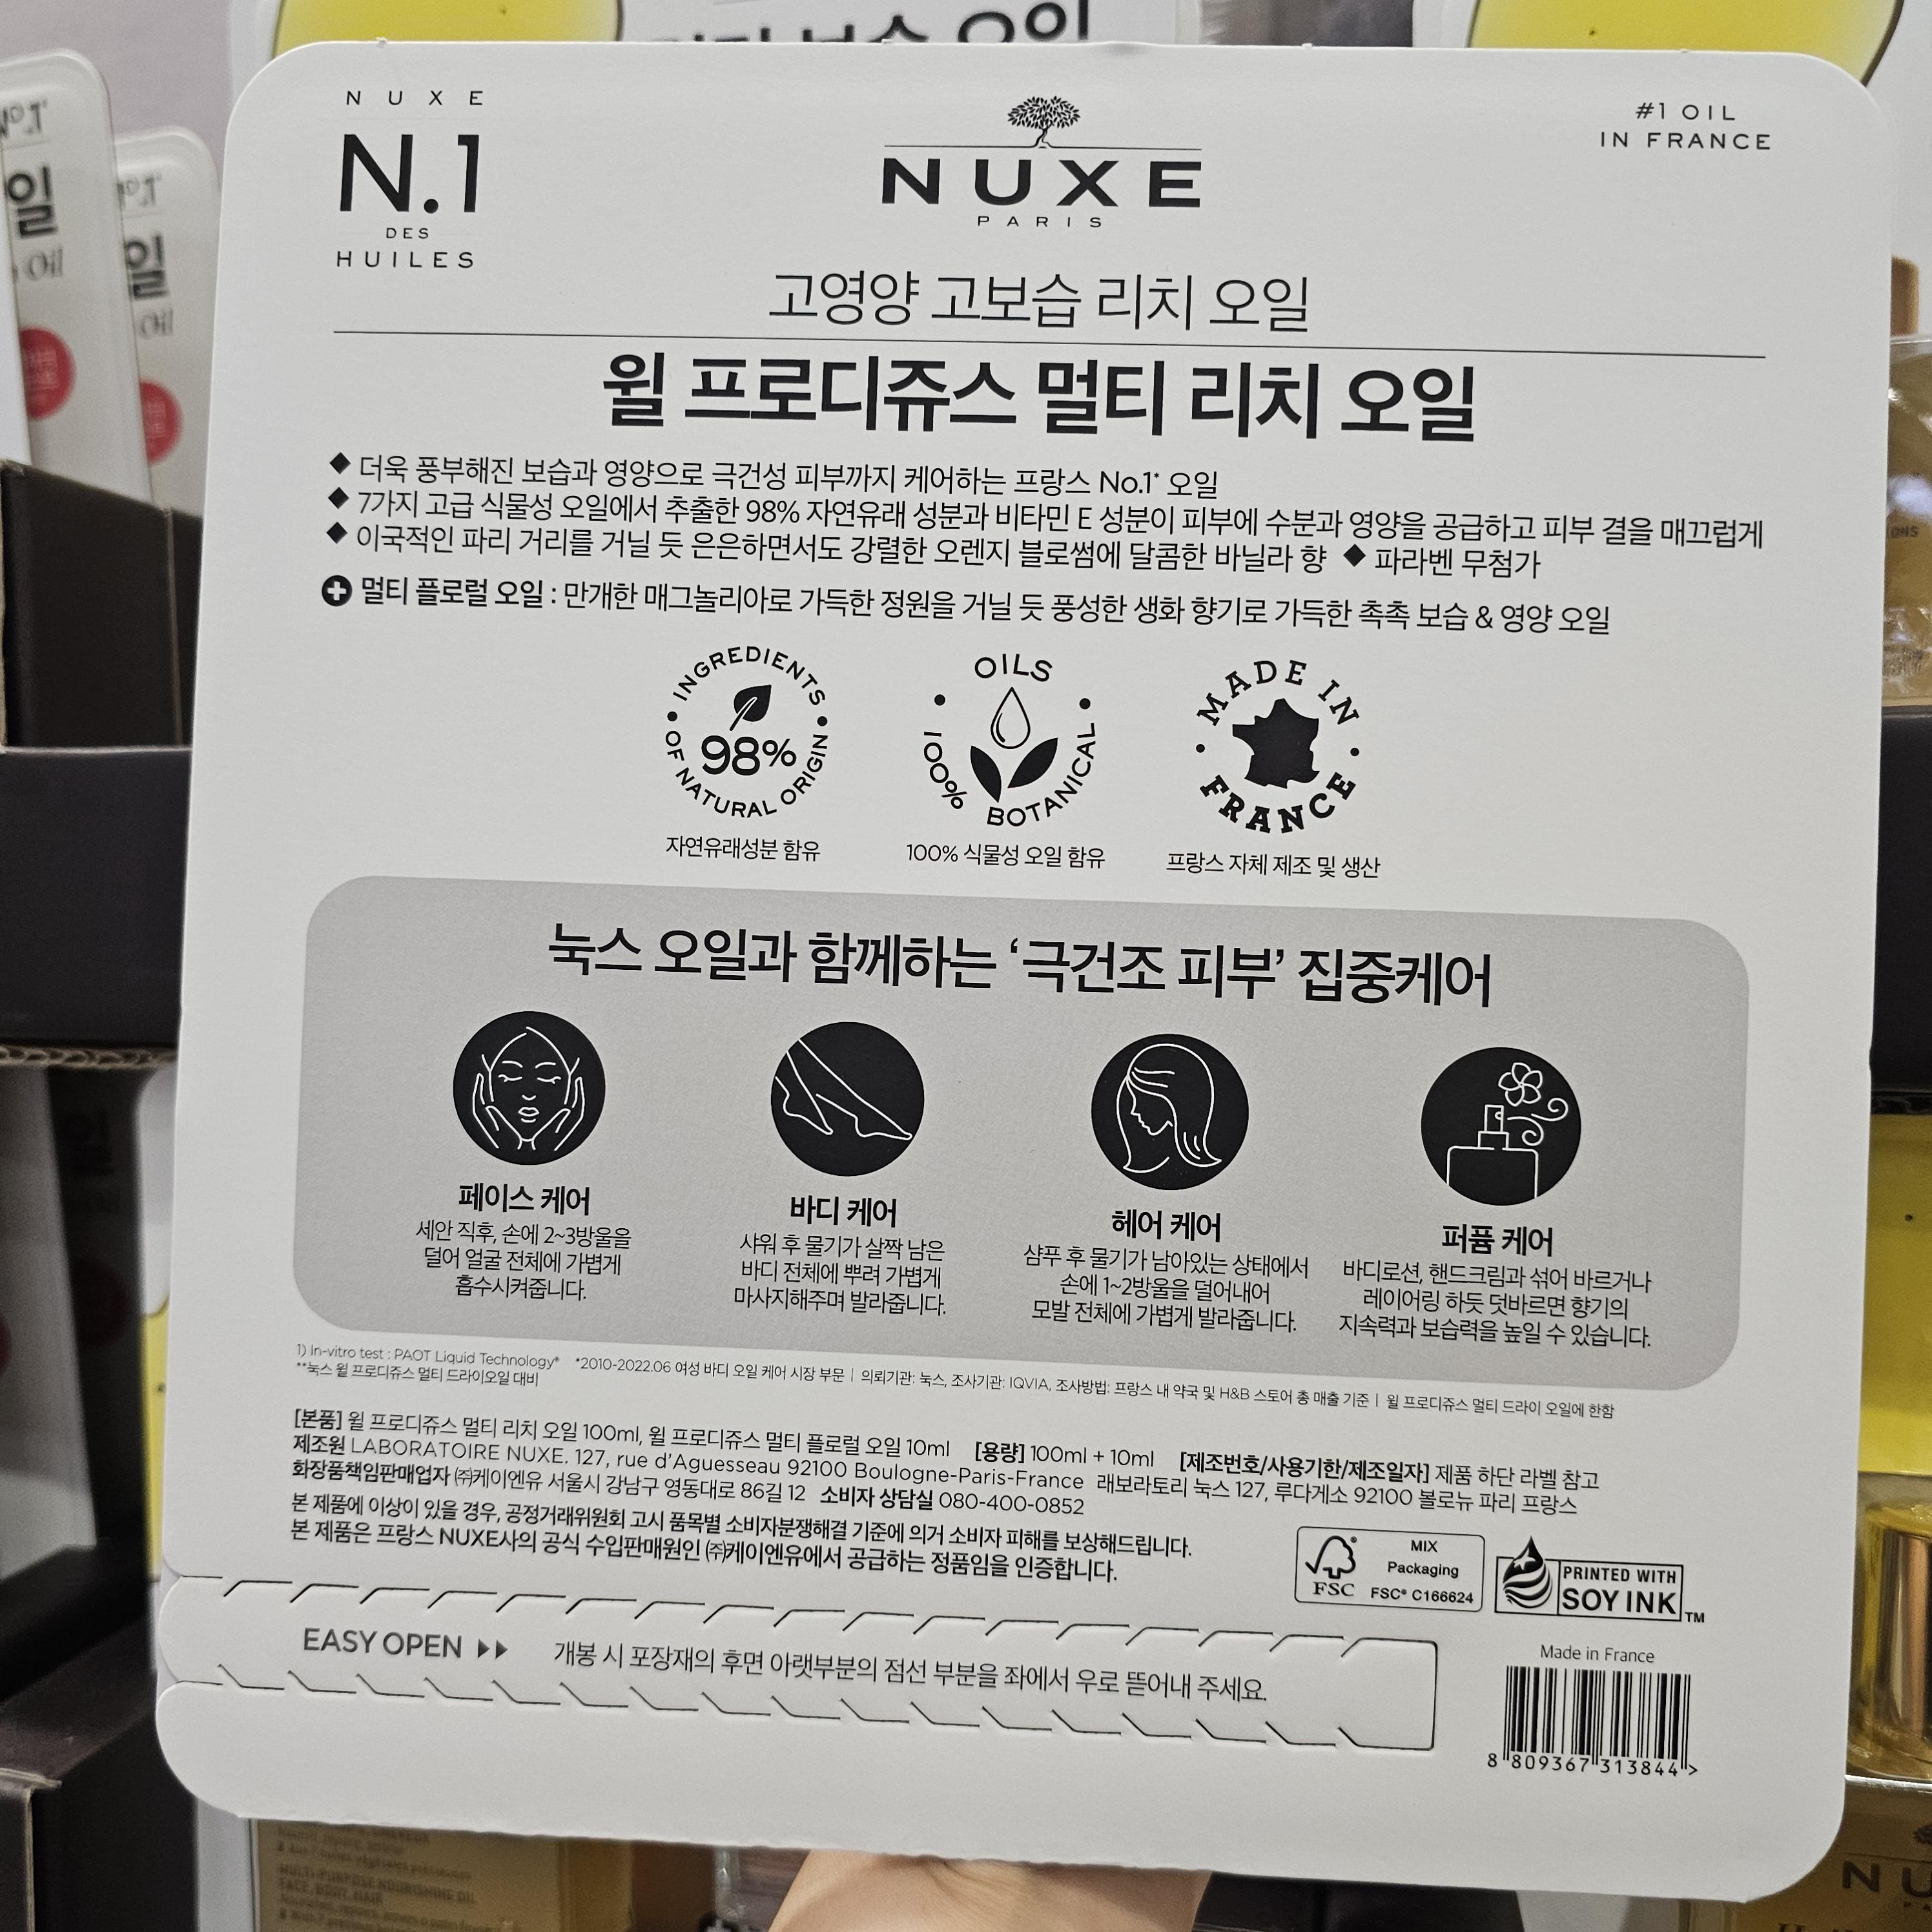 NUXE
N.1
DES
HUILES
NUXE
PARIS
#1 OIL
IN FRANCE
고영양 고보습 리치 오일
윌 프로디쥬스 멀티 리치 오일
◆ 더욱 풍부해진 보습과 영양으로 극건성 피부까지 케어하는 프랑스 No.1* 오일
◆ 7가지 고급 식물성 오일에서 추출한 98% 자연유래 성분과 비타민 E 성분이 피부에 수분과 영양을 공급하고 피부 결을 매끄럽게
◆ 이국적인 파리 거리를 거닐 듯 은은하면서도 강렬한 오렌지 블로썸에 달콤한 바닐라 향 ◆ 파라벤 무첨가
멀티 플로럴 오일 : 만개한 매그놀리아로 가득한 정원을 거닐 듯 풍성한 생화 향기로 가득한 촉촉 보습 & 영양 오일
INGREDIENTS • OF NATURAL ORIGIN •
98%
자연유래성분 함유
OILS • 100% BOTANICAL •
100% 식물성 오일 함유
MADE IN • FRANCE •
프랑스 자체 제조 및 생산
눅스 오일과 함께하는 ‘극건조 피부’ 집중케어
페이스 케어
세안 직후, 손에 2~3방울을
덜어 얼굴 전체에 가볍게
흡수시켜줍니다.
바디 케어
샤워 후 물기가 살짝 남은
바디 전체에 뿌려 가볍게
마사지해주며 발라줍니다.
헤어 케어
샴푸 후 물기가 남아있는 상태에서
손에 1~2방울을 덜어내어
모발 전체에 가볍게 발라줍니다.
퍼퓸 케어
바디로션, 핸드크림과 섞어 바르거나
레이어링 하듯 덧바르면 향기의
지속력과 보습력을 높일 수 있습니다.
1) In-vitro test : PAOT Liquid Technology® *2010-2022.06 여성 바디 오일 케어 시장 부문 | 의뢰기관: 눅스, 조사기관: IQVIA, 조사방법: 프랑스 내 약국 및 H&B 스토어 총 매출 기준 | 윌 프로디쥬스 멀티 드라이 오일에 한함
**눅스 윌 프로디쥬스 멀티 드라이오일 대비
[본품] 윌 프로디쥬스 멀티 리치 오일 100ml, 윌 프로디쥬스 멀티 플로럴 오일 10ml [용량] 100ml + 10ml [제조번호/사용기한/제조일자] 제품 하단 라벨 참고
제조원 LABORATOIRE NUXE. 127, rue d'Aguesseau 92100 Boulogne-Paris-France 래보라토리 눅스 127, 루다게소 92100 볼로뉴 파리 프랑스
화장품책임판매업자 ㈜케이엔유 서울시 강남구 영동대로 86길 12 소비자 상담실 080-400-0852
본 제품에 이상이 있을 경우, 공정거래위원회 고시 품목별 소비자분쟁해결 기준에 의거 소비자 피해를 보상해드립니다.
본 제품은 프랑스 NUXE사의 공식 수입판매원인 ㈜케이엔유에서 공급하는 정품임을 인증합니다.
FSC
MIX
Packaging
FSC® C166624
PRINTED WITH
SOY INK™
EASY OPEN
개봉 시 포장재의 후면 아랫부분의 점선 부분을 좌에서 우로 뜯어내 주세요.
Made in France
8 809367 313844 >
일
Oil
일
Oil
MULTI-PURPOSE NOURISHING OIL
FACE, BODY, HAIR